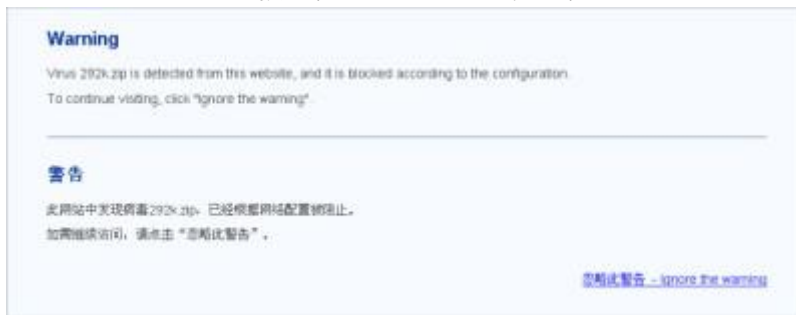 Warning
Virus 292k.zip is detected from this website, and it is blocked according to the configuration.
To continue visiting, click "Ignore the warning".
警告
此网站中发现病毒292k.zip，已经根据网络配置被阻止。
如需继续访问，请点击“忽略此警告”。
忽略此警告 - Ignore the warning